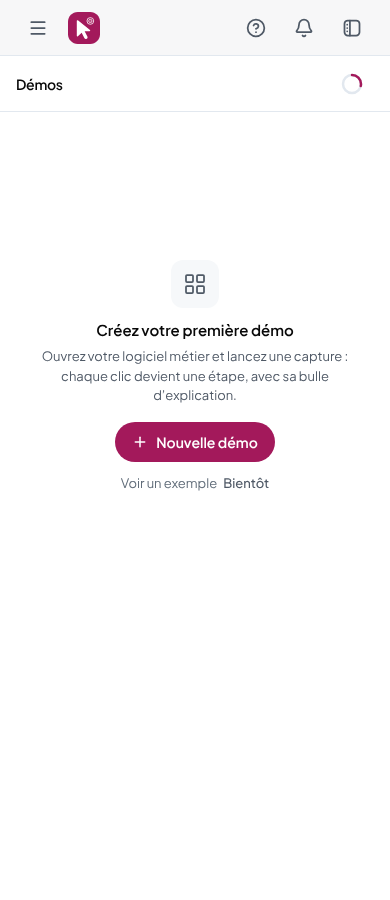 Démos
Créez votre première démo
Ouvrez votre logiciel métier et lancez une capture :
chaque clic devient une étape, avec sa bulle
d'explication.
Nouvelle démo
Voir un exemple Bientôt